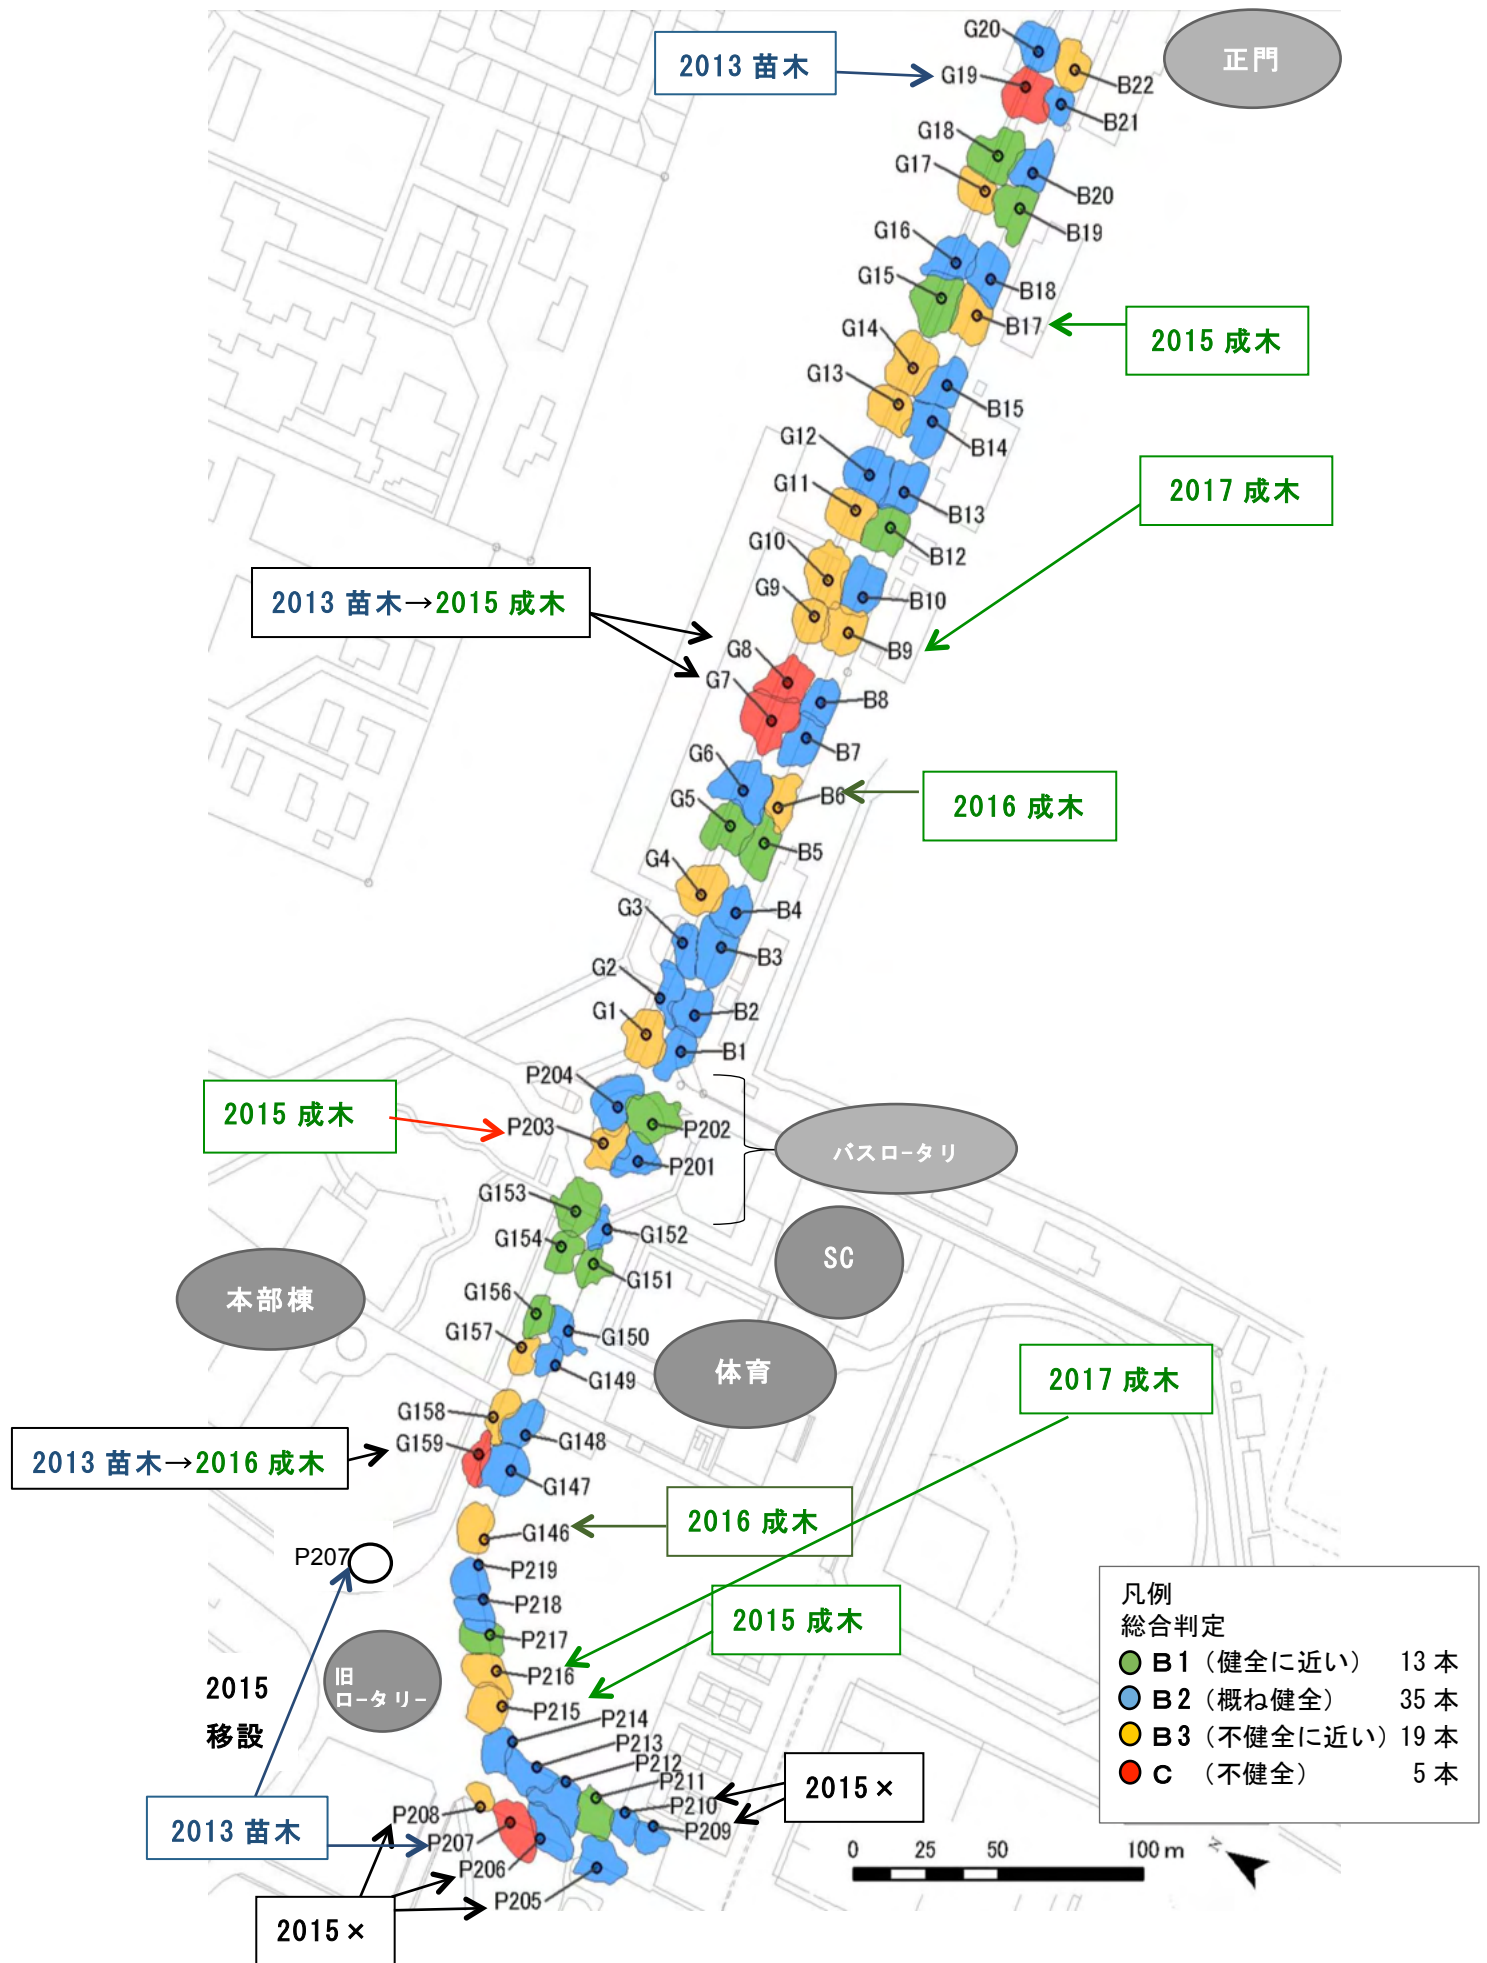 G20
正門
2013 苗木
G19
B22
B21
G18
G17
B20
B19
G16
G15
B18
B17
2015 成木
G14
G13
B15
B14
G12
G11
B13
B12
2017 成木
G10
G9
B10
B9
2013 苗木→2015 成木
G8
G7
B8
B7
G6
G5
B6
2016 成木
B5
G4
G3
B4
B3
G2
G1
B2
B1
P204
2015 成木
P203
P202
P201
バスロータリ
G153
G152
G154
G151
SC
本部棟
G156
G157
G150
G149
体育
2017 成木
G158
G159
G148
G147
2013 苗木→2016 成木
G146
2016 成木
P207
P219
P218
P217
2015 成木
P216
P215
旧
ロータリー
2015
移設
P214
P213
P212
P211
P210
P209
2015 ×
P208
P207
P206
P205
2013 苗木
2015 ×
凡例
総合判定
B1（健全に近い） 13 本
B2（概ね健全） 35 本
B3（不健全に近い） 19 本
C （不健全） 5 本
0 25 50 100 m
N